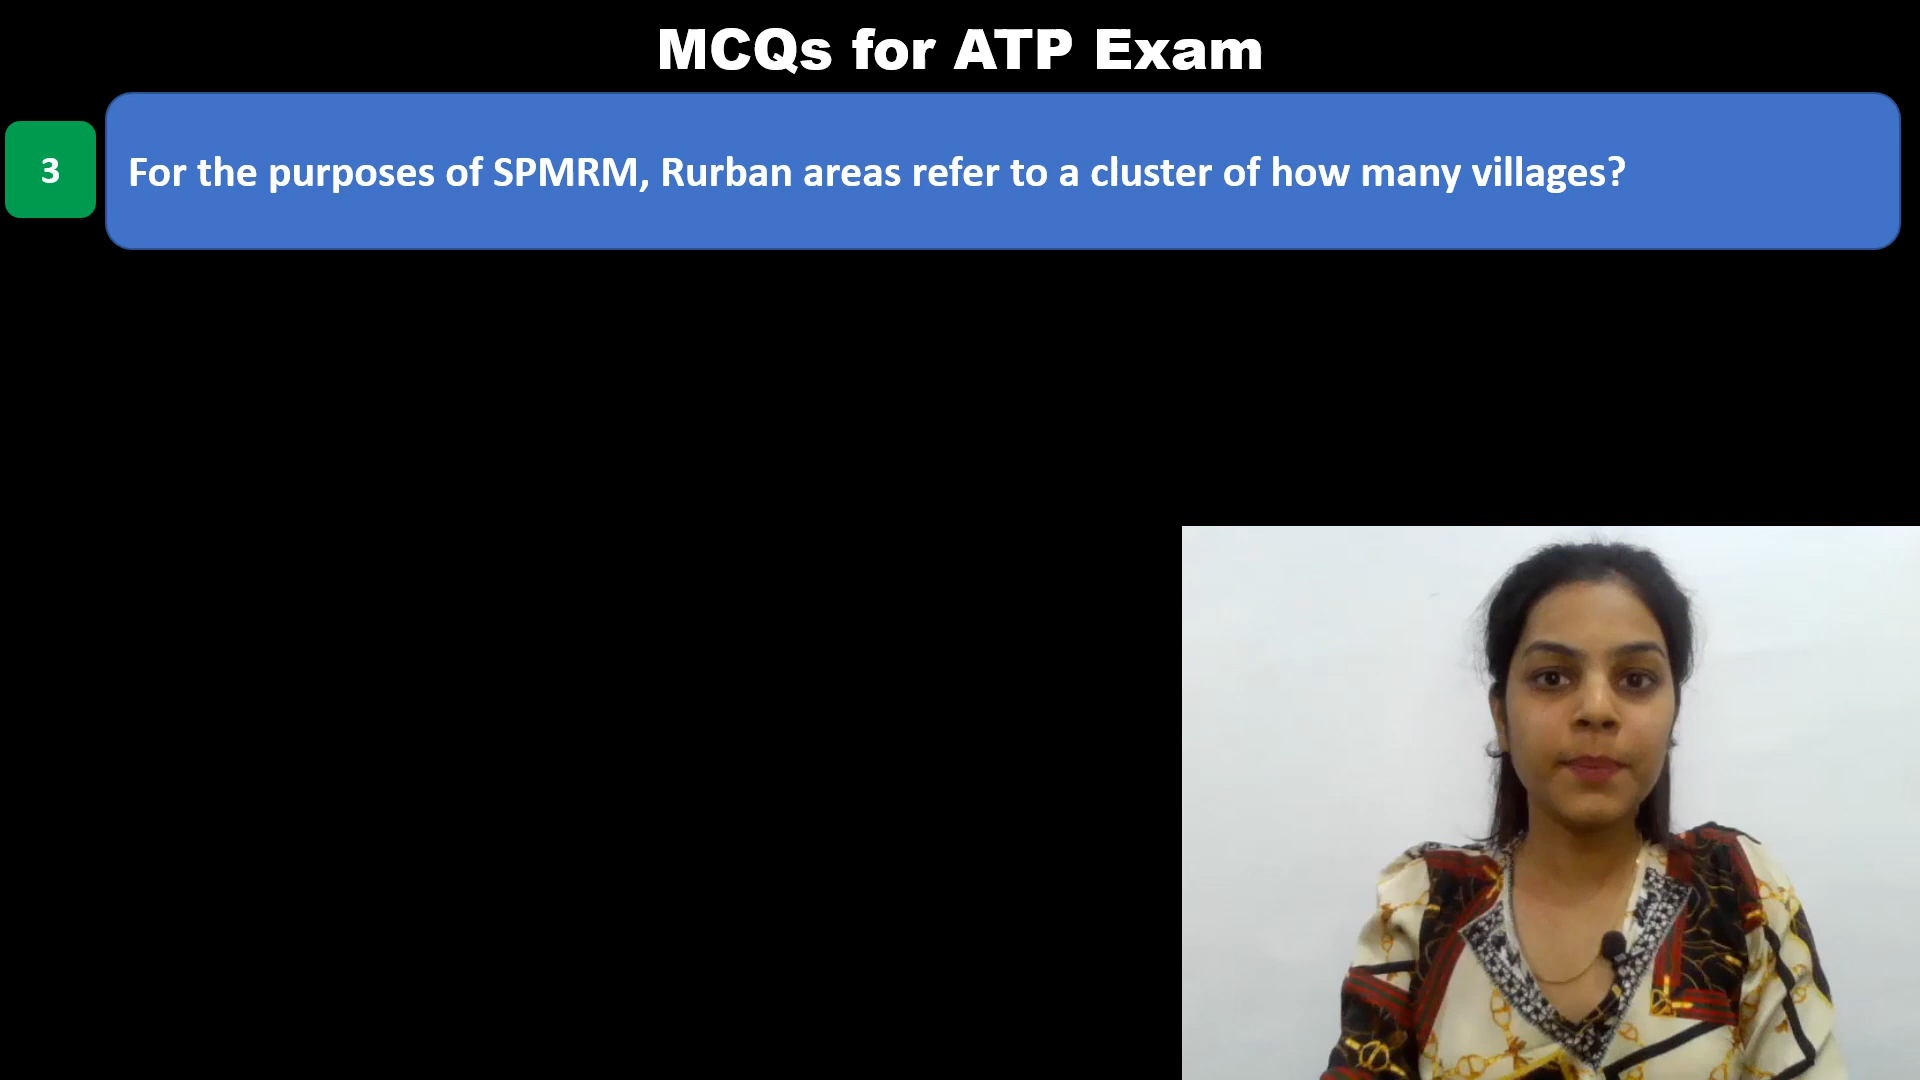 MCQs for ATP Exam
3
For the purposes of SPMRM, Rurban areas refer to a cluster of how many villages?